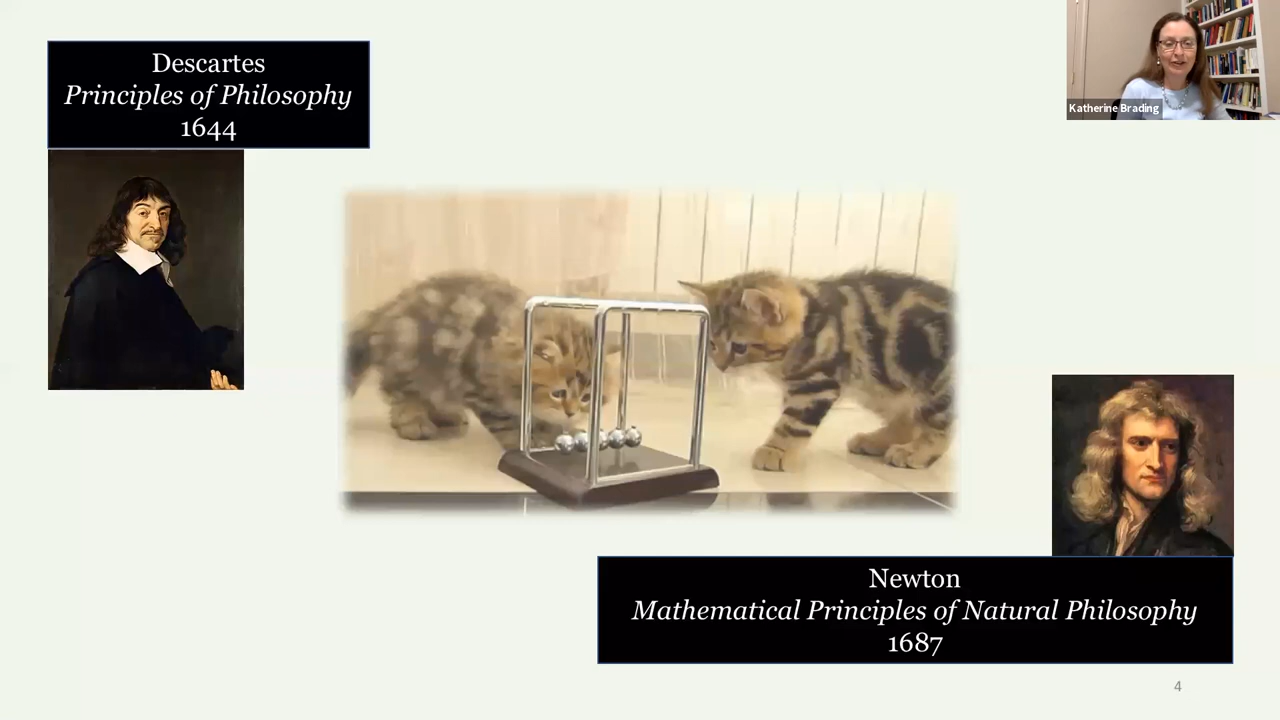 Descartes
Principles of Philosophy
1644
Katherine Brading
Newton
Mathematical Principles of Natural Philosophy
1687
4